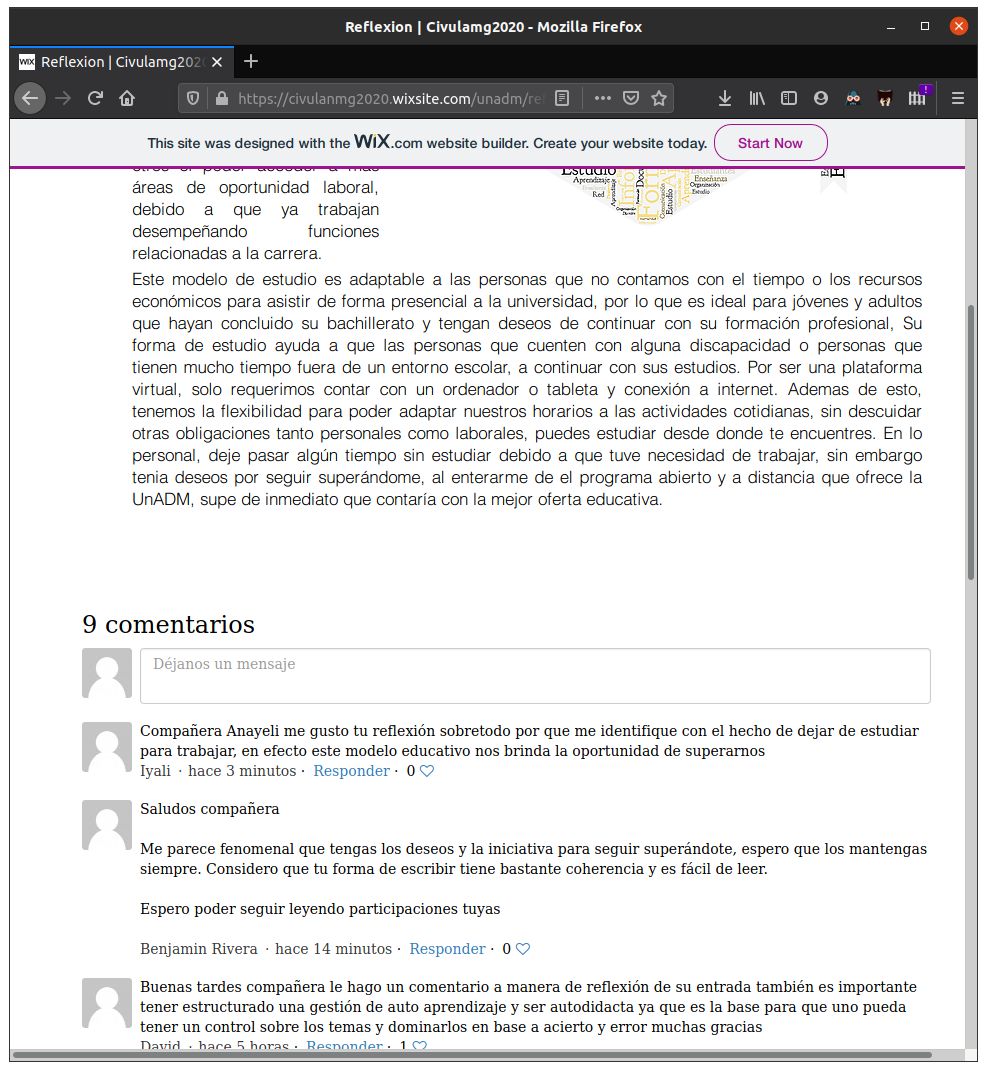 Reflexion | Civulamg2020 - Mozilla Firefox
WiX Reflexion | Civulamg202
https://civulanmg2020.wixsite.com/unadm/re
This site was designed with the WiX.com website builder. Create your website today. Start Now
otros el poder acceder a más
áreas de oportunidad laboral,
debido a que ya trabajan
desempeñando funciones
relacionadas a la carrera.
Estudio
Aprendizaje
Red
Estudiantes
Enseñanza
Organización
Estudio
Este modelo de estudio es adaptable a las personas que no contamos con el tiempo o los recursos
económicos para asistir de forma presencial a la universidad, por lo que es ideal para jóvenes y adultos
que hayan concluido su bachillerato y tengan deseos de continuar con su formación profesional, Su
forma de estudio ayuda a que las personas que cuenten con alguna discapacidad o personas que
tienen mucho tiempo fuera de un entorno escolar, a continuar con sus estudios. Por ser una plataforma
virtual, solo requerimos contar con un ordenador o tableta y conexión a internet. Ademas de esto,
tenemos la flexibilidad para poder adaptar nuestros horarios a las actividades cotidianas, sin descuidar
otras obligaciones tanto personales como laborales, puedes estudiar desde donde te encuentres. En lo
personal, deje pasar algún tiempo sin estudiar debido a que tuve necesidad de trabajar, sin embargo
tenia deseos por seguir superándome, al enterarme de el programa abierto y a distancia que ofrece la
UnADM, supe de inmediato que contaría con la mejor oferta educativa.
9 comentarios
Déjanos un mensaje
Compañera Anayeli me gusto tu reflexión sobretodo por que me identifique con el hecho de dejar de estudiar
para trabajar, en efecto este modelo educativo nos brinda la oportunidad de superarnos
Iyali · hace 3 minutos · Responder · 0
Saludos compañera
Me parece fenomenal que tengas los deseos y la iniciativa para seguir superándote, espero que los mantengas
siempre. Considero que tu forma de escribir tiene bastante coherencia y es fácil de leer.
Espero poder seguir leyendo participaciones tuyas
Benjamin Rivera · hace 14 minutos · Responder · 0
Buenas tardes compañera le hago un comentario a manera de reflexión de su entrada también es importante
tener estructurado una gestión de auto aprendizaje y ser autodidacta ya que es la base para que uno pueda
tener un control sobre los temas y dominarlos en base a acierto y error muchas gracias
David · hace 5 horas · Responder · 1